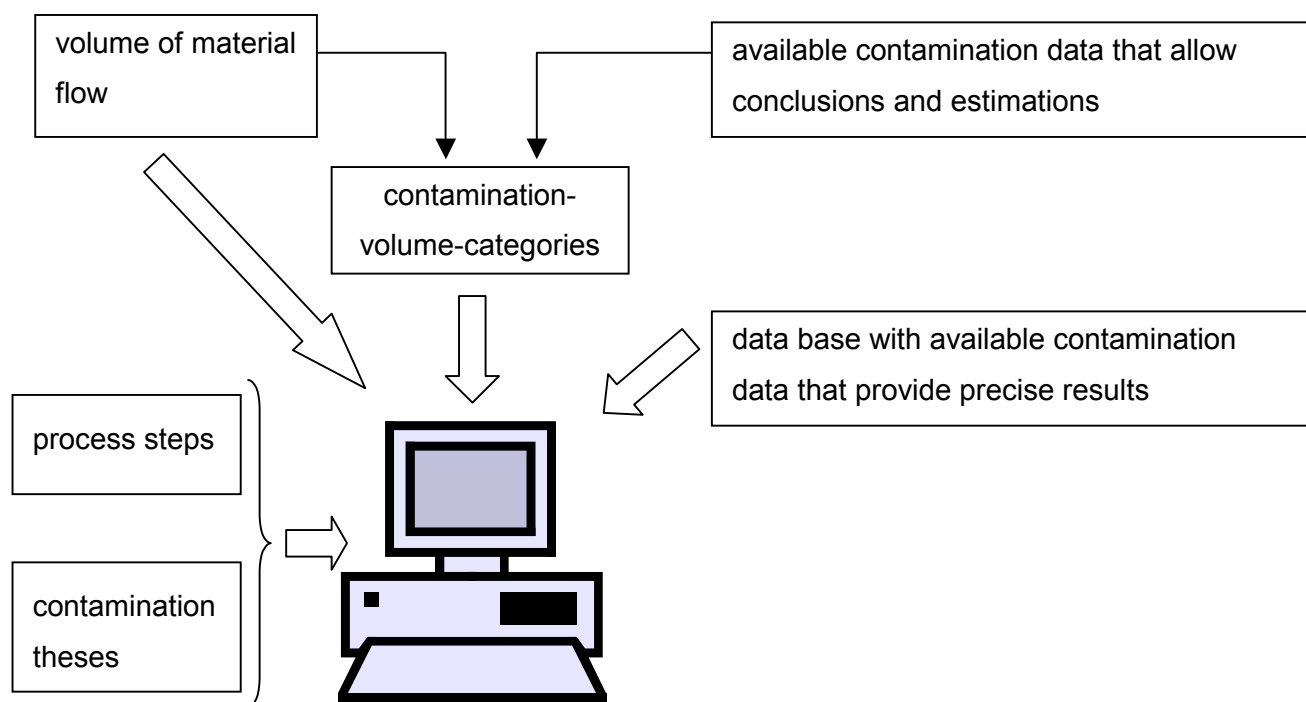 volume of material
flow
available contamination data that allow
conclusions and estimations
contamination-
volume-categories
data base with available contamination
data that provide precise results
process steps
contamination
theses